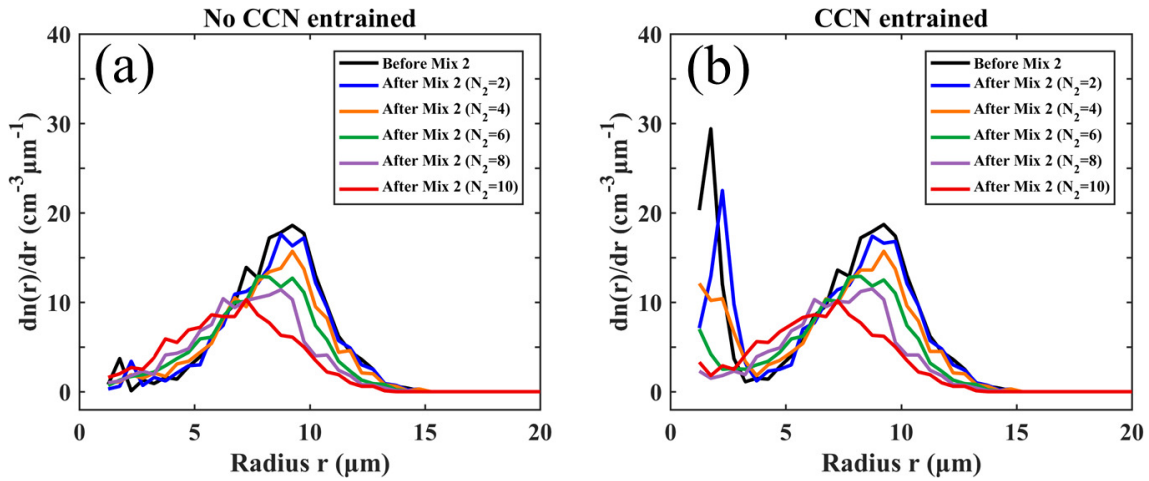 No CCN entrained
(a)
Before Mix 2
After Mix 2 (N2=2)
After Mix 2 (N2=4)
After Mix 2 (N2=6)
After Mix 2 (N2=8)
After Mix 2 (N2=10)
dn(r)/dr (cm-3 µm-1)
40
30
20
10
0
0 5 10 15 20
Radius r (µm)
CCN entrained
(b)
Before Mix 2
After Mix 2 (N2=2)
After Mix 2 (N2=4)
After Mix 2 (N2=6)
After Mix 2 (N2=8)
After Mix 2 (N2=10)
dn(r)/dr (cm-3 µm-1)
40
30
20
10
0
0 5 10 15 20
Radius r (µm)